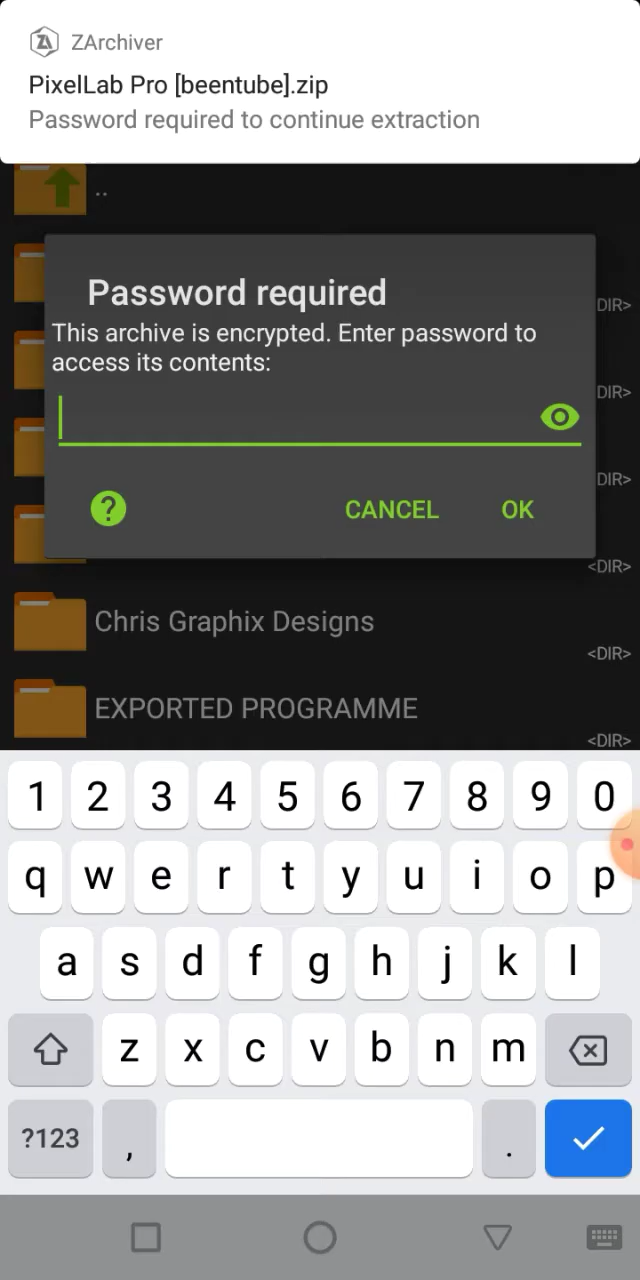 ZArchiver
PixelLab Pro [beentube].zip
Password required to continue extraction
..
<DIR>
Password required
This archive is encrypted. Enter password to
access its contents:
<DIR>
<DIR>
? CANCEL OK
<DIR>
Chris Graphix Designs
<DIR>
EXPORTED PROGRAMME
<DIR>
1 2 3 4 5 6 7 8 9 0
q w e r t y u i o p
a s d f g h j k l
z x c v b n m
?123 , .